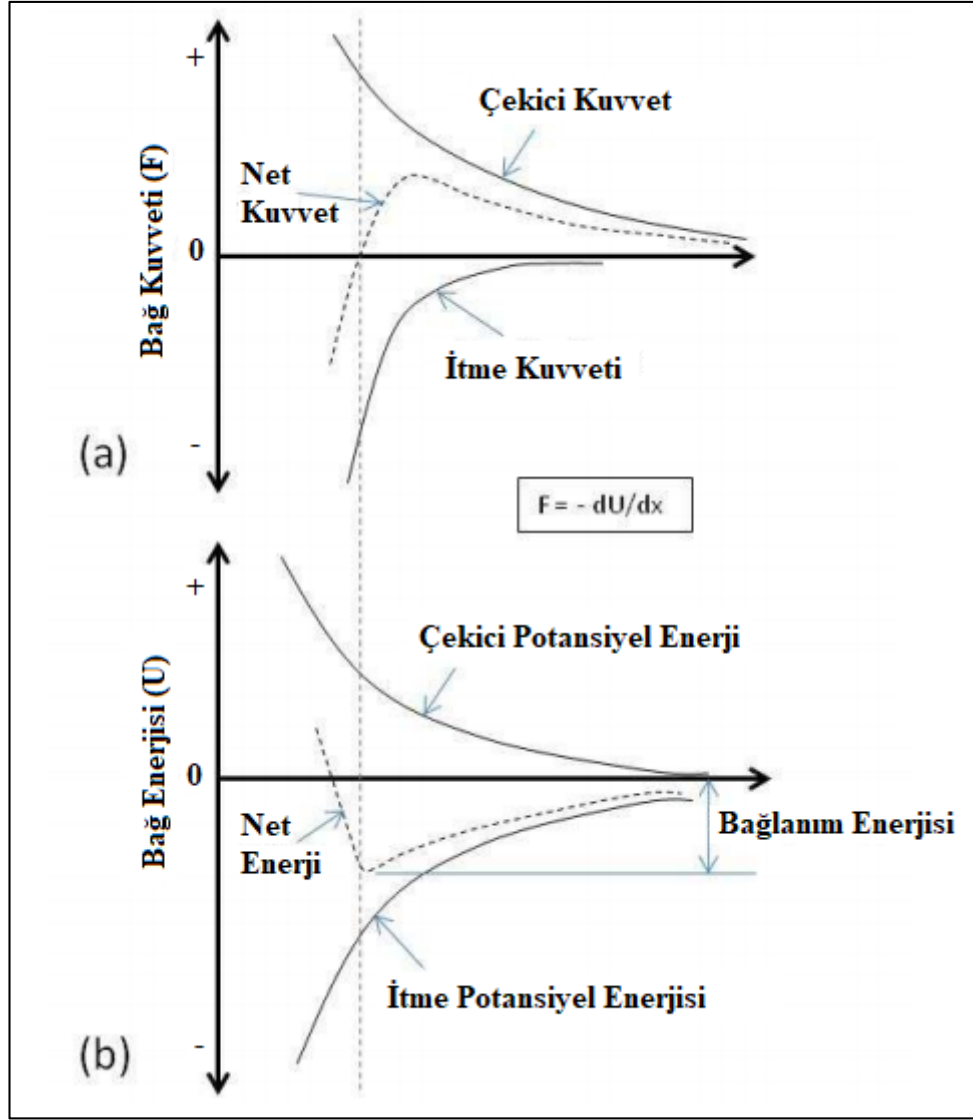 +
Çekici Kuvvet
Net
Kuvvet
Bağ Kuvveti (F)
0
İtme Kuvveti
-
(a)
F = - dU/dx
+
Çekici Potansiyel Enerji
Bağ Enerjisi (U)
0
Net
Enerji
Bağlanım Enerjisi
İtme Potansiyel Enerjisi
-
(b)